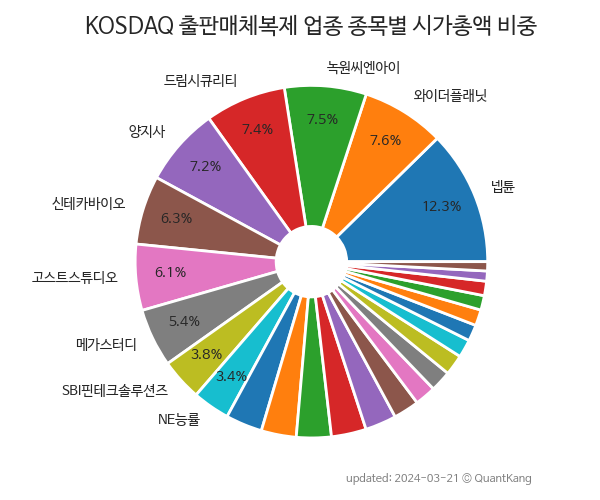 KOSDAQ 출판매체복제 업종 종목별 시가총액 비중
녹원씨엔아이
드림시큐리티
와이더플래닛
양지사
7.5%
7.4%
7.6%
7.2%
넵튠
12.3%
신테카바이오
6.3%
고스트스튜디오
6.1%
5.4%
메가스터디
3.8%
3.4%
SBI핀테크솔루션즈
NE능률
updated: 2024-03-21 © QuantKang